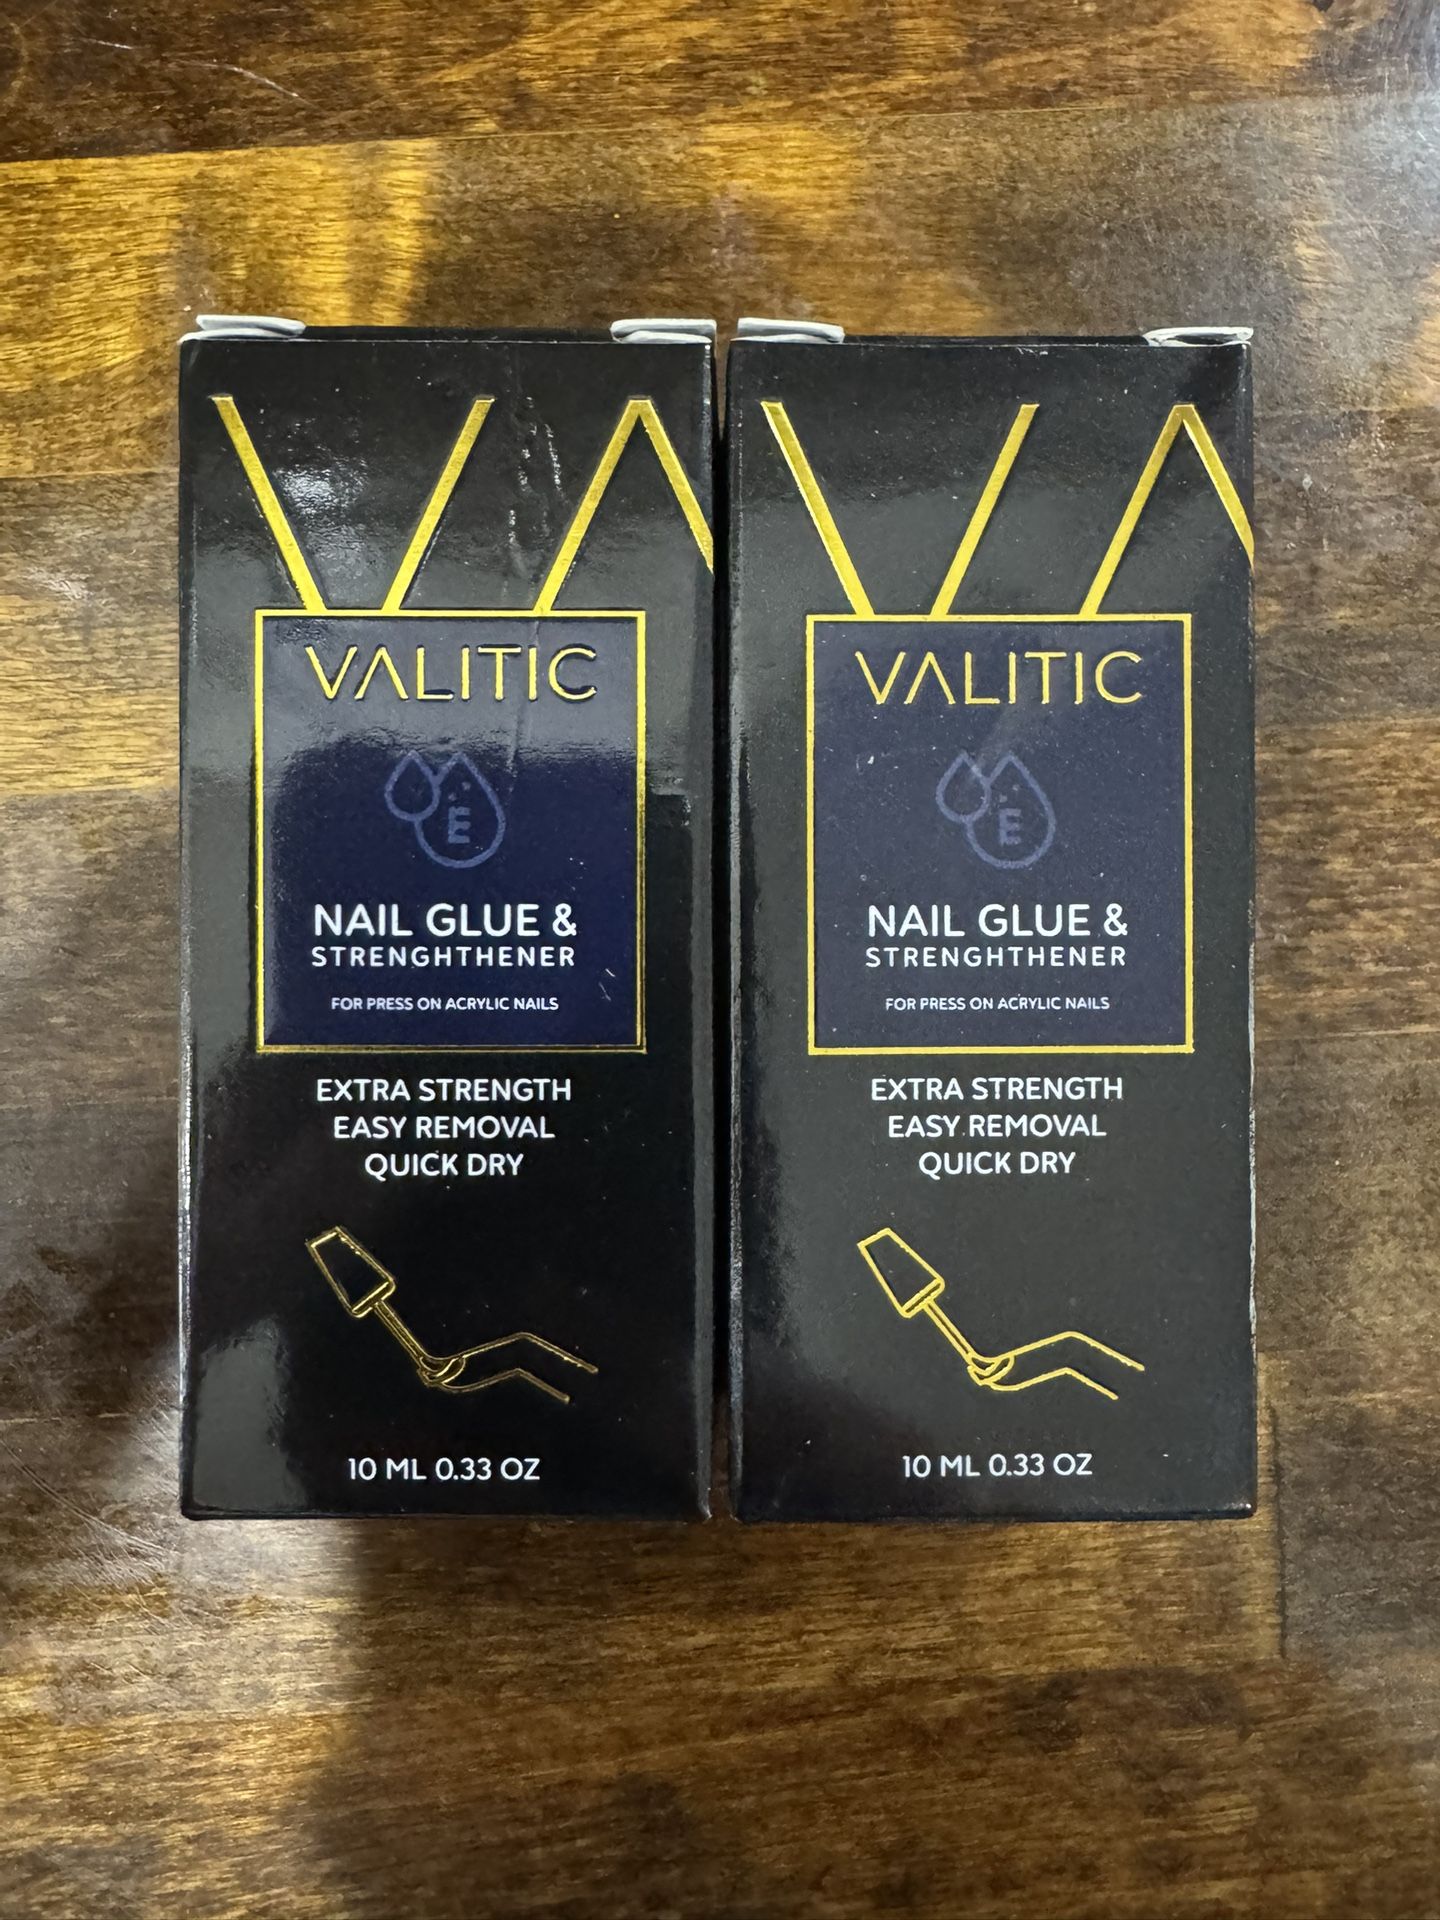 VA
VALITIC
E
NAIL GLUE &
STRENGHTHENER
FOR PRESS ON ACRYLIC NAILS
EXTRA STRENGTH
EASY REMOVAL
QUICK DRY
10 ML 0.33 OZ
VA
VALITIC
E
NAIL GLUE &
STRENGHTHENER
FOR PRESS ON ACRYLIC NAILS
EXTRA STRENGTH
EASY REMOVAL
QUICK DRY
10 ML 0.33 OZ